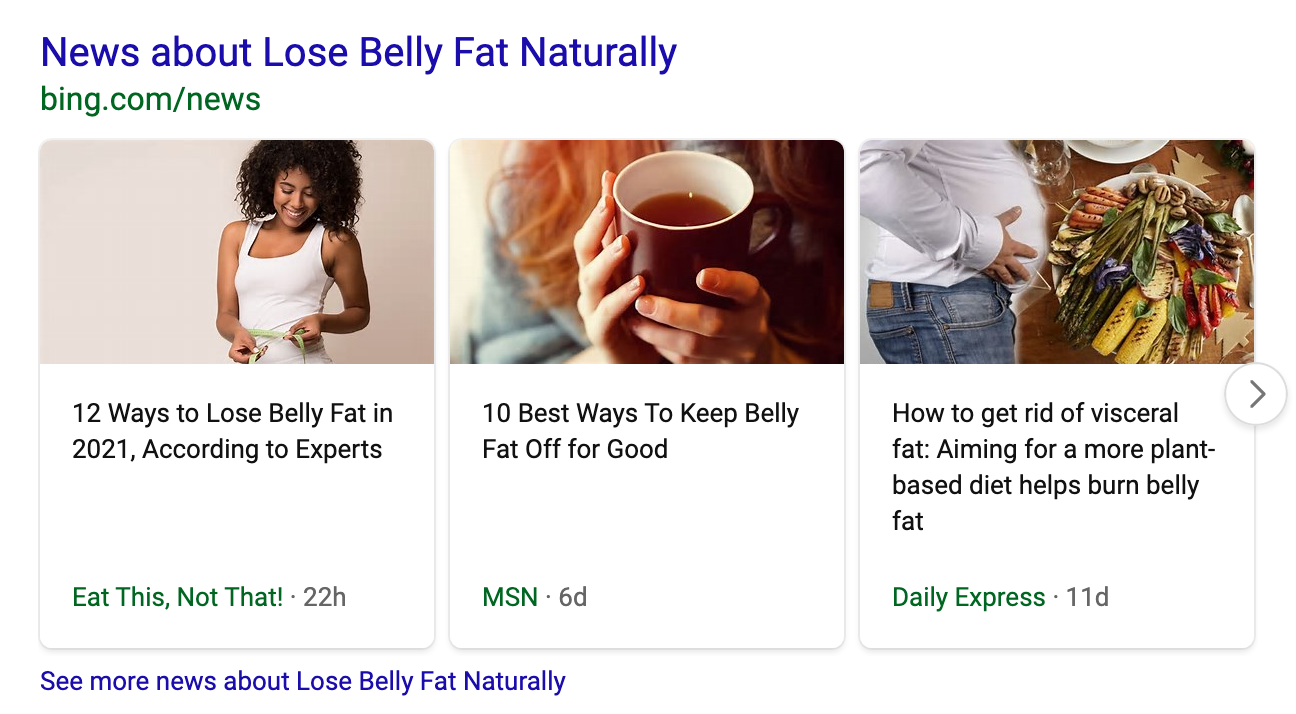 News about Lose Belly Fat Naturally
bing.com/news
12 Ways to Lose Belly Fat in
2021, According to Experts
Eat This, Not That! · 22h
10 Best Ways To Keep Belly
Fat Off for Good
MSN · 6d
How to get rid of visceral
fat: Aiming for a more plant-
based diet helps burn belly
fat
Daily Express · 11d
See more news about Lose Belly Fat Naturally